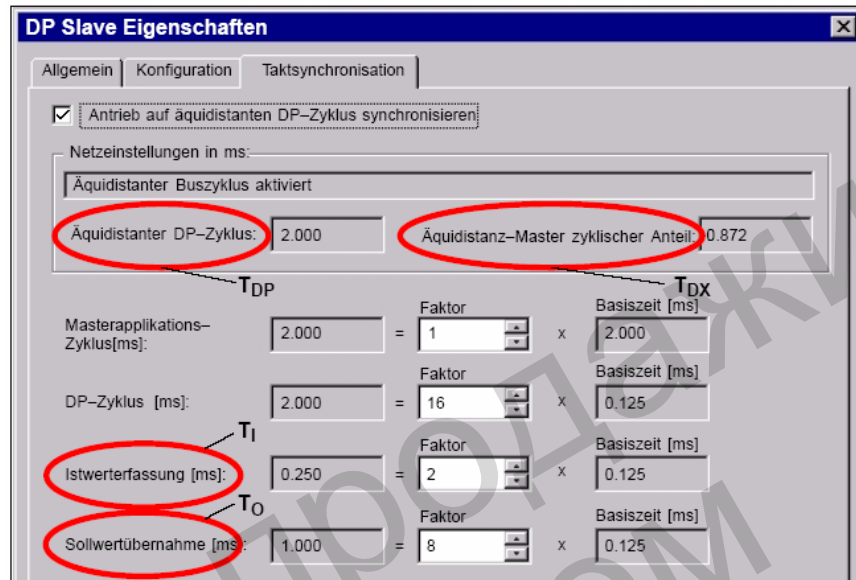 DP Slave Eigenschaften
Allgemein Konfiguration Taktsynchronisation
Antrieb auf äquidistanten DP–Zyklus synchronisieren
Netzeinstellungen in ms:
Äquidistanter Buszyklus aktiviert
Äquidistanter DP–Zyklus: 2.000 Äquidistanz–Master zyklischer Anteil: 0.872
TDP TDX
Faktor Basiszeit [ms]
Masterapplikations–
Zyklus[ms]: 2.000 = 1 x 2.000
Basiszeit [ms]
DP–Zyklus [ms]: 2.000 = 16 x 0.125
TI
Faktor Basiszeit [ms]
Istwerterfassung [ms]: 0.250 = 2 x 0.125
TO
Faktor Basiszeit [ms]
Sollwertübernahme [ms]: 1.000 = 8 x 0.125
продажи